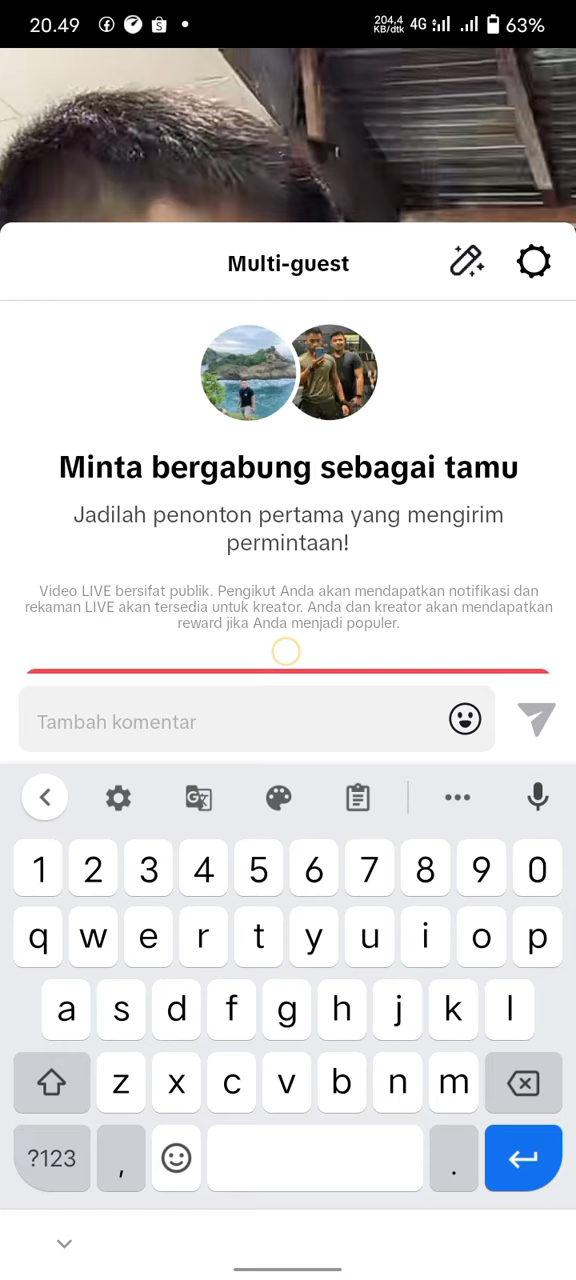 20.49
204,4
KB/dtk
4G
63%
Multi-guest
Minta bergabung sebagai tamu
Jadilah penonton pertama yang mengirim
permintaan!
Video LIVE bersifat publik. Pengikut Anda akan mendapatkan notifikasi dan
rekaman LIVE akan tersedia untuk kreator. Anda dan kreator akan mendapatkan
reward jika Anda menjadi populer.
Tambah komentar
1 2 3 4 5 6 7 8 9 0
q w e r t y u i o p
a s d f g h j k l
z x c v b n m
?123 , .